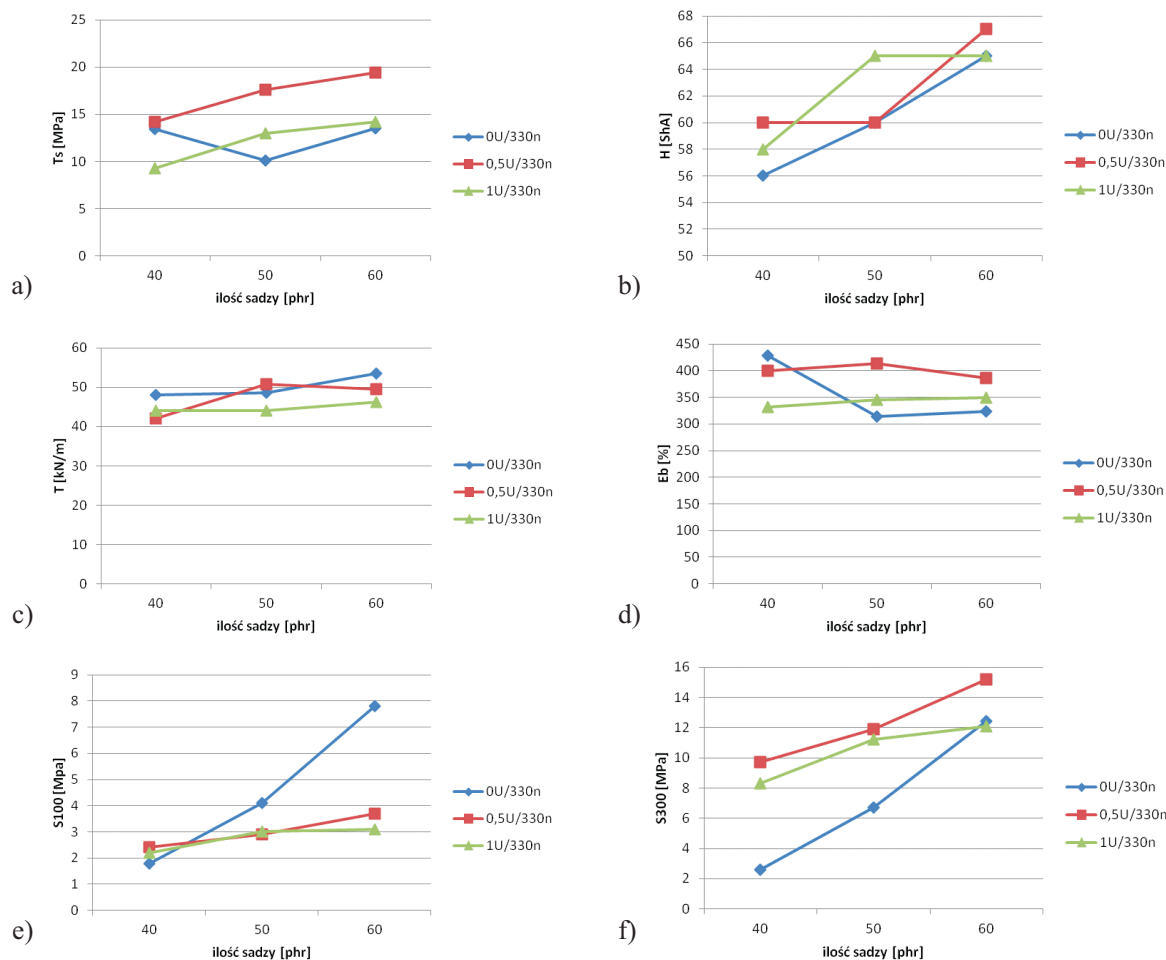 25
20
15
10
5
0
Ts [MPa]
40 50 60
ilość sadzy [phr]
0U/330n
0,5U/330n
1U/330n
a)
68
66
64
62
60
58
56
54
52
50
H [ShA]
40 50 60
ilość sadzy [phr]
0U/330n
0,5U/330n
1U/330n
b)
60
50
40
30
20
10
0
T [kN/m]
40 50 60
ilość sadzy [phr]
0U/330n
0,5U/330n
1U/330n
c)
450
400
350
300
250
200
150
100
50
0
Eb [%]
40 50 60
ilość sadzy [phr]
0U/330n
0,5U/330n
1U/330n
d)
9
8
7
6
5
4
3
2
1
0
S100 [Mpa]
40 50 60
ilość sadzy [phr]
0U/330n
0,5U/330n
1U/330n
e)
16
14
12
10
8
6
4
2
0
S300 [MPa]
40 50 60
ilość sadzy [phr]
0U/330n
0,5U/330n
1U/330n
f)